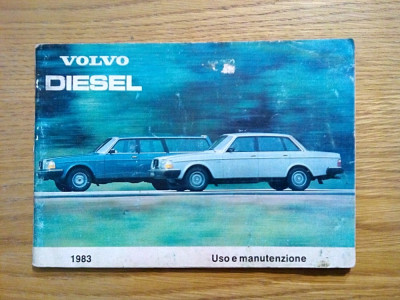 VOLVO
DIESEL
1983 Uso e manutenzione